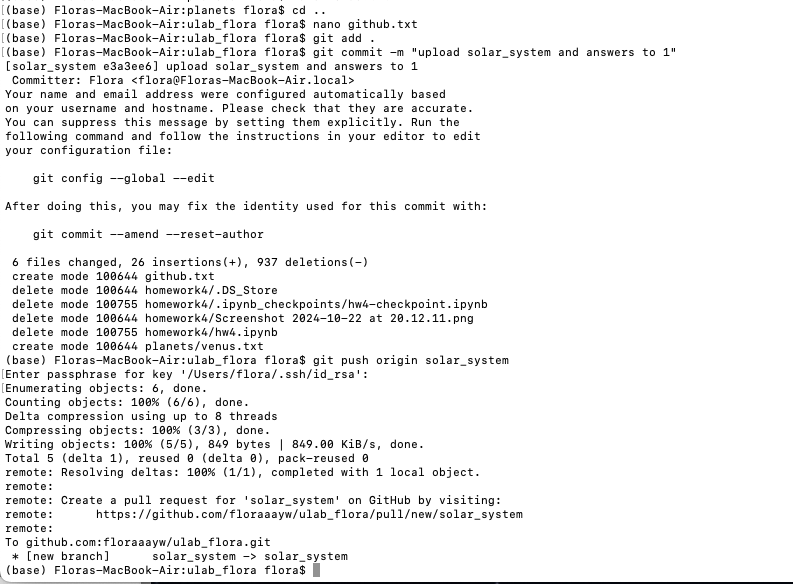 (base) Floras-MacBook-Air:planets flora$ cd ..
[(base) Floras-MacBook-Air:ulab_flora flora$ nano github.txt
[(base) Floras-MacBook-Air:ulab_flora flora$ git add .
[(base) Floras-MacBook-Air:ulab_flora flora$ git commit -m "upload solar_system and answers to 1"
[solar_system e3a3ee6] upload solar_system and answers to 1
 Committer: Flora <flora@Floras-MacBook-Air.local>
Your name and email address were configured automatically based
on your username and hostname. Please check that they are accurate.
You can suppress this message by setting them explicitly. Run the
following command and follow the instructions in your editor to edit
your configuration file:

    git config --global --edit

After doing this, you may fix the identity used for this commit with:

    git commit --amend --reset-author

 6 files changed, 26 insertions(+), 937 deletions(-)
 create mode 100644 github.txt
 delete mode 100644 homework4/.DS_Store
 delete mode 100755 homework4/.ipynb_checkpoints/hw4-checkpoint.ipynb
 delete mode 100644 homework4/Screenshot 2024-10-22 at 20.12.11.png
 delete mode 100755 homework4/hw4.ipynb
 create mode 100644 planets/venus.txt
(base) Floras-MacBook-Air:ulab_flora flora$ git push origin solar_system
[Enter passphrase for key '/Users/flora/.ssh/id_rsa':
Enumerating objects: 6, done.
Counting objects: 100% (6/6), done.
Delta compression using up to 8 threads
Compressing objects: 100% (3/3), done.
Writing objects: 100% (5/5), 849 bytes | 849.00 KiB/s, done.
Total 5 (delta 1), reused 0 (delta 0), pack-reused 0
remote: Resolving deltas: 100% (1/1), completed with 1 local object.
remote:
remote: Create a pull request for 'solar_system' on GitHub by visiting:
remote:      https://github.com/floraaayw/ulab_flora/pull/new/solar_system
remote:
To github.com:floraaayw/ulab_flora.git
 * [new branch]      solar_system -> solar_system
(base) Floras-MacBook-Air:ulab_flora flora$